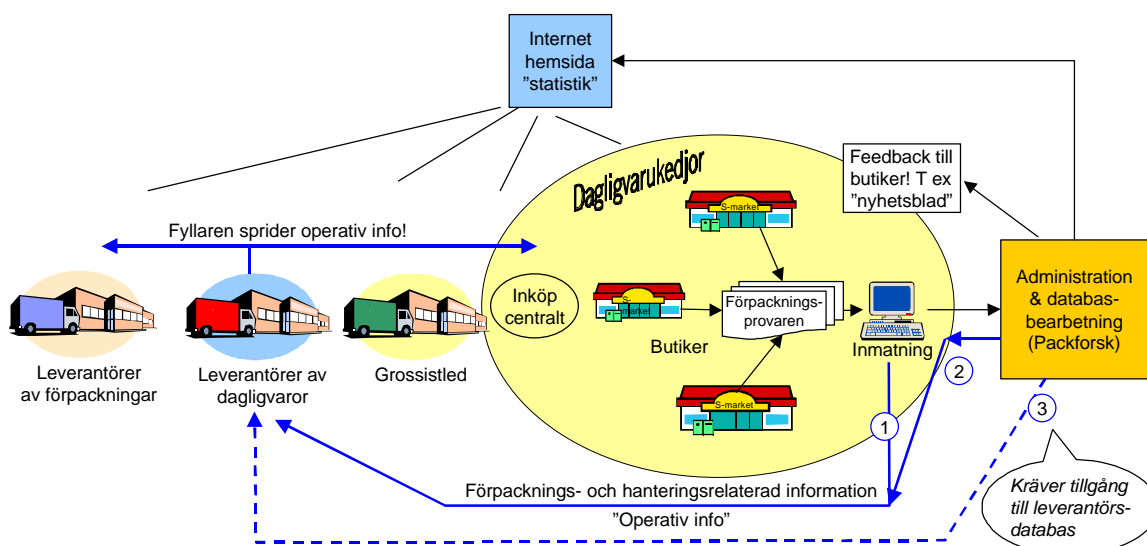 Internet
hemsida
”statistik”
Dagligvarukedjor
Feedback till
butiker! T ex
”nyhetsblad”
S-market
Fyllaren sprider operativ info!
Inköp
centralt
S-
market
Förpacknings-
provaren
Butiker
Inmatning
Administration
& databas-
bearbetning
(Packforsk)
Leverantörer
av förpackningar
Leverantörer av
dagligvaror
Grossistled
S-market
1
2
3
Förpacknings- och hanteringsrelaterad information
”Operativ info”
Kräver tillgång
till leverantörs-
databas